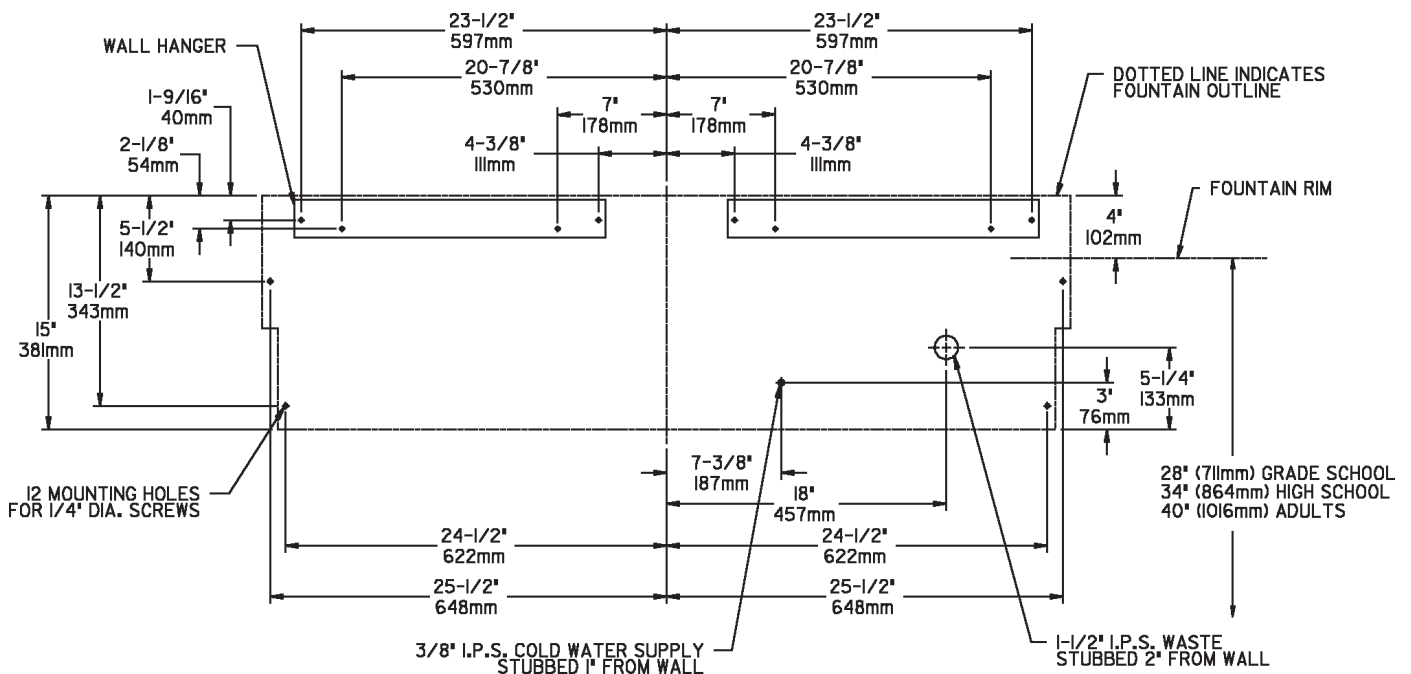 23-1/2"
597mm
23-1/2"
597mm
WALL HANGER
20-7/8"
530mm
20-7/8"
530mm
DOTTED LINE INDICATES
FOUNTAIN OUTLINE
1-9/16"
40mm
7"
178mm
7"
178mm
2-1/8"
54mm
4-3/8"
111mm
4-3/8"
111mm
FOUNTAIN RIM
5-1/2"
140mm
4"
102mm
13-1/2"
343mm
15"
381mm
5-1/4"
133mm
3"
76mm
7-3/8"
187mm
18"
457mm
28" (711mm) GRADE SCHOOL
34" (864mm) HIGH SCHOOL
40" (1016mm) ADULTS
12 MOUNTING HOLES
FOR 1/4" DIA. SCREWS
24-1/2"
622mm
24-1/2"
622mm
25-1/2"
648mm
25-1/2"
648mm
3/8" I.P.S. COLD WATER SUPPLY
STUBBED 1" FROM WALL
1-1/2" I.P.S. WASTE
STUBBED 2" FROM WALL